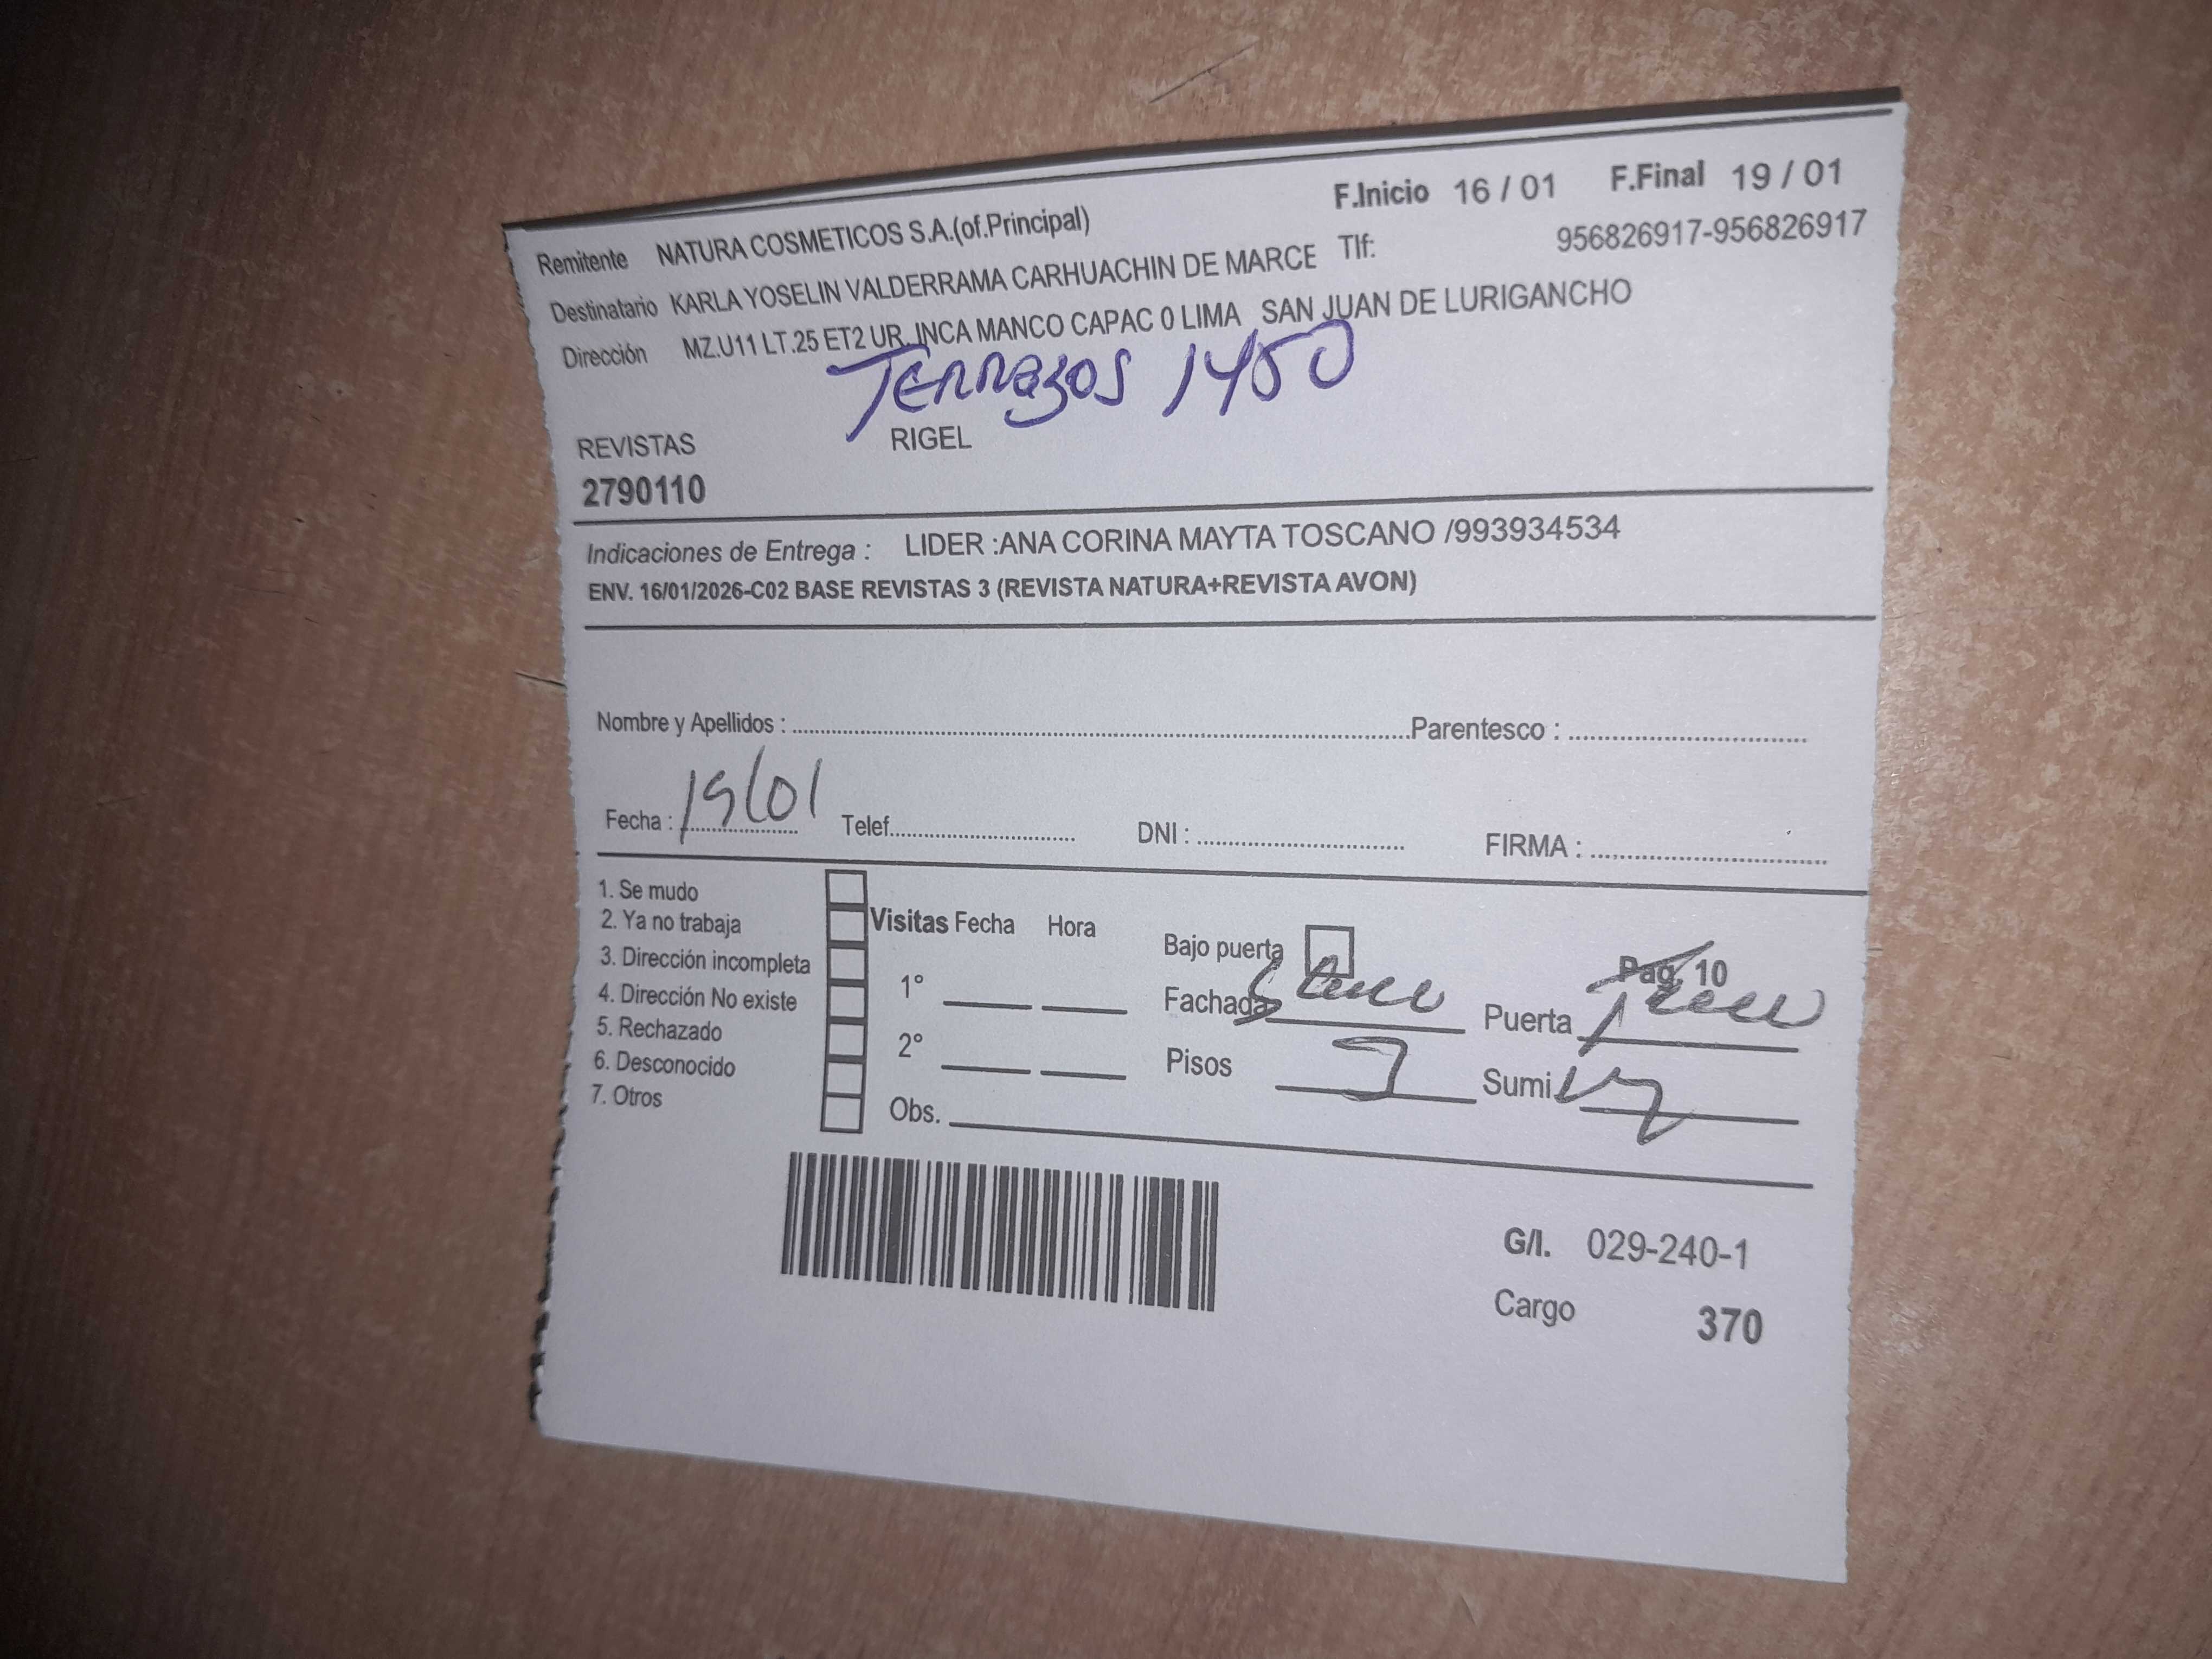 F.Inicio 16 / 01 F.Final 19 / 01
Remitente NATURA COSMETICOS S.A.(of.Principal)
Destinatario KARLA YOSELIN VALDERRAMA CARHUACHIN DE MARCE Tlf: 956826917-956826917
Dirección MZ.U11 LT.25 ET2 UR. INCA MANCO CAPAC 0 LIMA SAN JUAN DE LURIGANCHO
Terrazos 1450
REVISTAS RIGEL
2790110
Indicaciones de Entrega : LIDER :ANA CORINA MAYTA TOSCANO /993934534
ENV. 16/01/2026-C02 BASE REVISTAS 3 (REVISTA NATURA+REVISTA AVON)
Nombre y Apellidos : Parentesco :
Fecha : 19/01 Telef. DNI : FIRMA :
1. Se mudo
2. Ya no trabaja
3. Dirección incompleta
4. Dirección No existe
5. Rechazado
6. Desconocido
7. Otros
Visitas Fecha Hora
1°
2°
Obs.
Bajo puerta Pag. 10
Fachada Puerta
Pisos Sumi
G/I. 029-240-1
Cargo 370